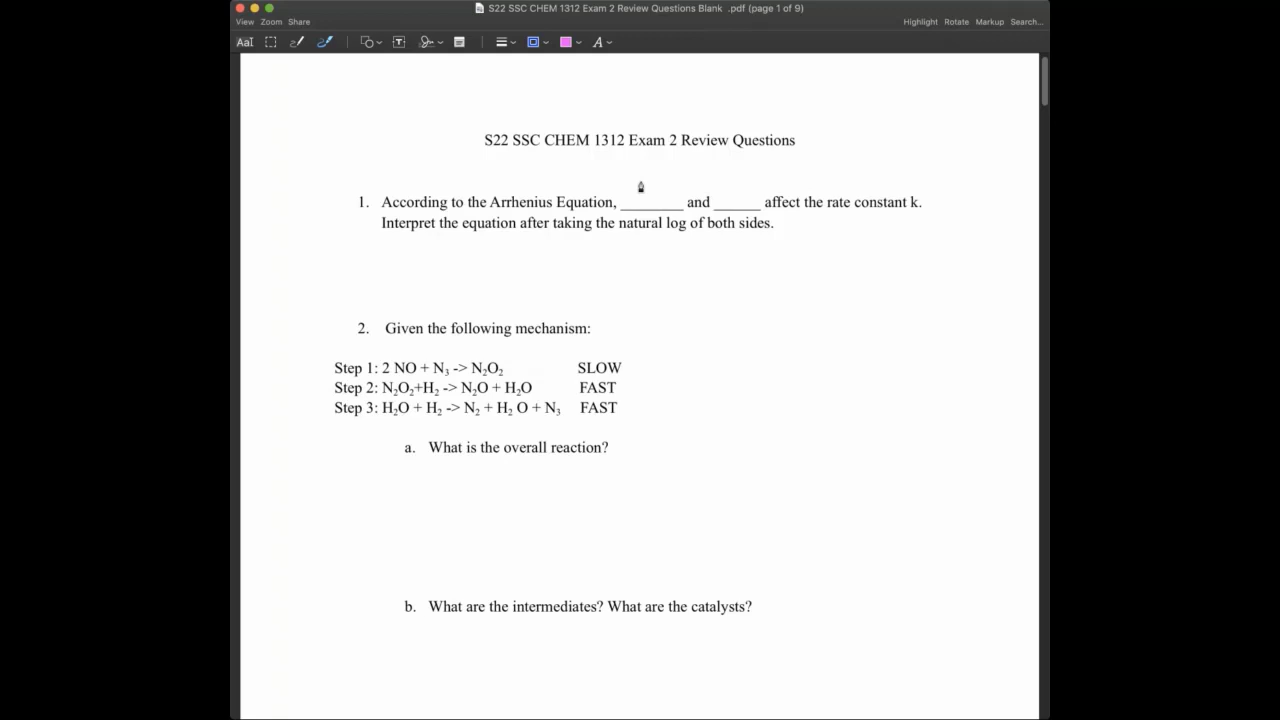 S22 SSC CHEM 1312 Exam 2 Review Questions Blank .pdf (page 1 of 9)
View Zoom Share Highlight Rotate Markup Search...
AaI T A
S22 SSC CHEM 1312 Exam 2 Review Questions
1. According to the Arrhenius Equation, ________ and ______ affect the rate constant k.
Interpret the equation after taking the natural log of both sides.
2. Given the following mechanism:
Step 1: 2 NO + N₃ -> N₂O₂ SLOW
Step 2: N₂O₂+H₂ -> N₂O + H₂O FAST
Step 3: H₂O + H₂ -> N₂ + H₂ O + N₃ FAST
a. What is the overall reaction?
b. What are the intermediates? What are the catalysts?